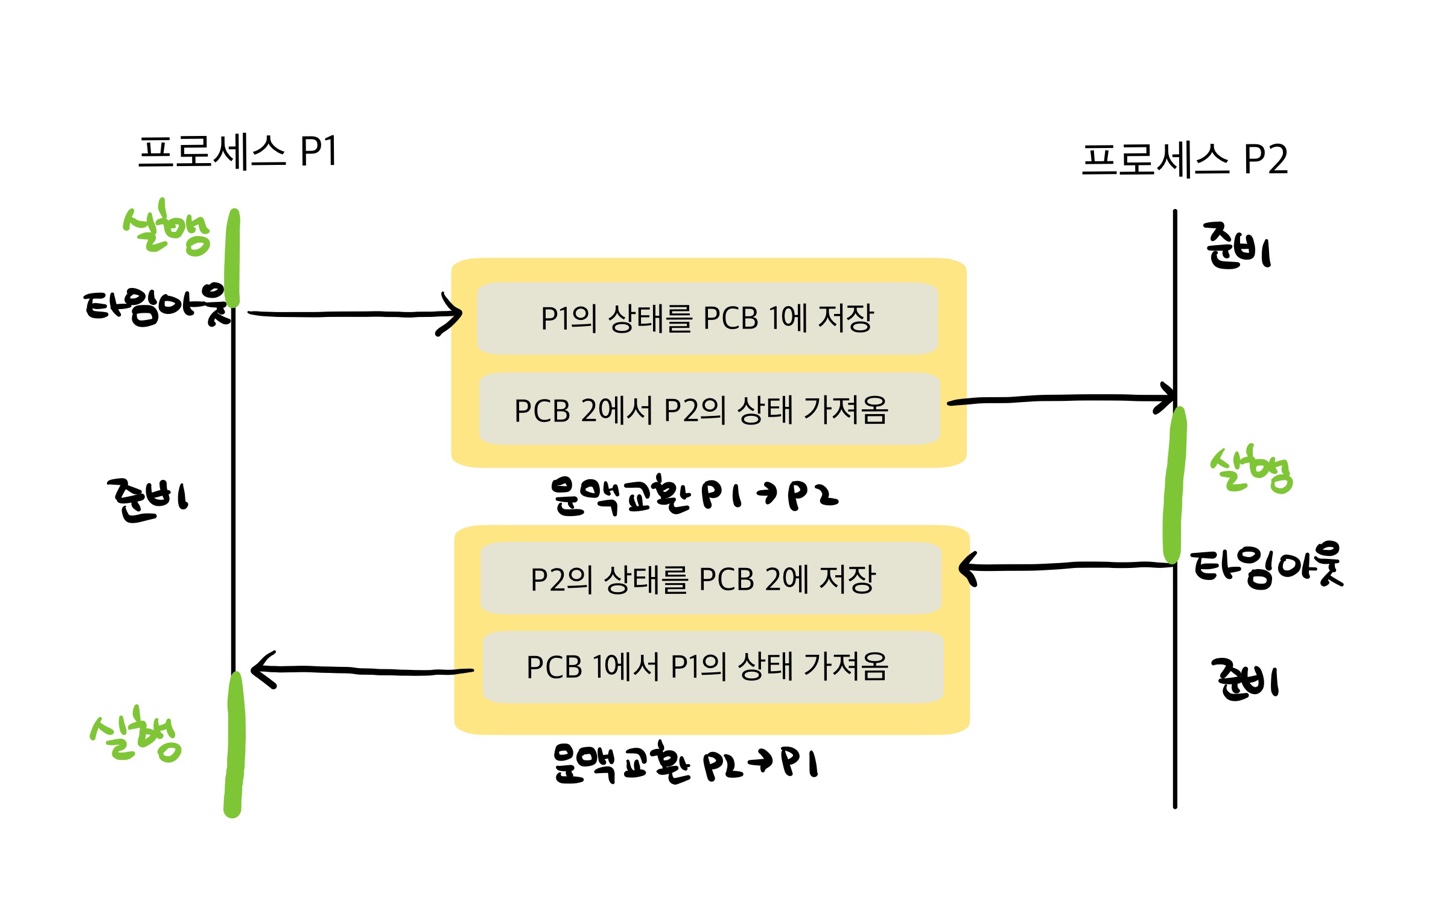 프로세스 P1
프로세스 P2
실행
준비
타임아웃
P1의 상태를 PCB 1에 저장
PCB 2에서 P2의 상태 가져옴
문맥교환 P1→P2
준비
실행
P2의 상태를 PCB 2에 저장
타임아웃
PCB 1에서 P1의 상태 가져옴
준비
실행
문맥교환 P2→P1